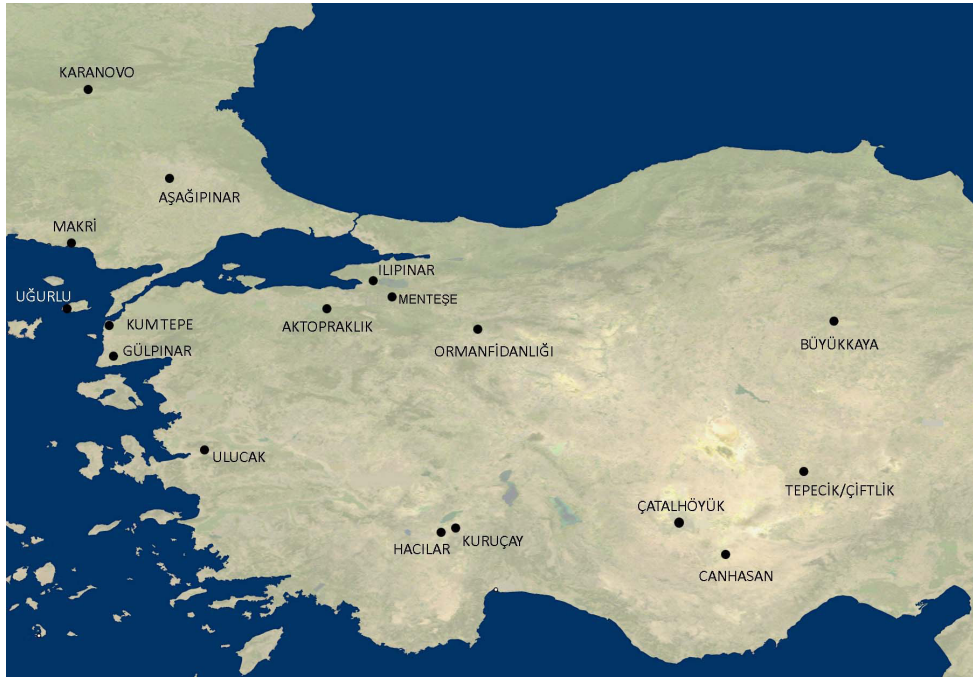 KARANOVO
AŞAĞIPINAR
MAKRİ
ILIPINAR
UĞURLU
MENTEŞE
KUMTEPE
AKTOPRAKLIK
ORMANFİDANLIĞI
BÜYÜKKAYA
GÜLPINAR
ULUCAK
TEPECİK/ÇİFTLİK
ÇATALHÖYÜK
HACILAR
KURUÇAY
CANHASAN